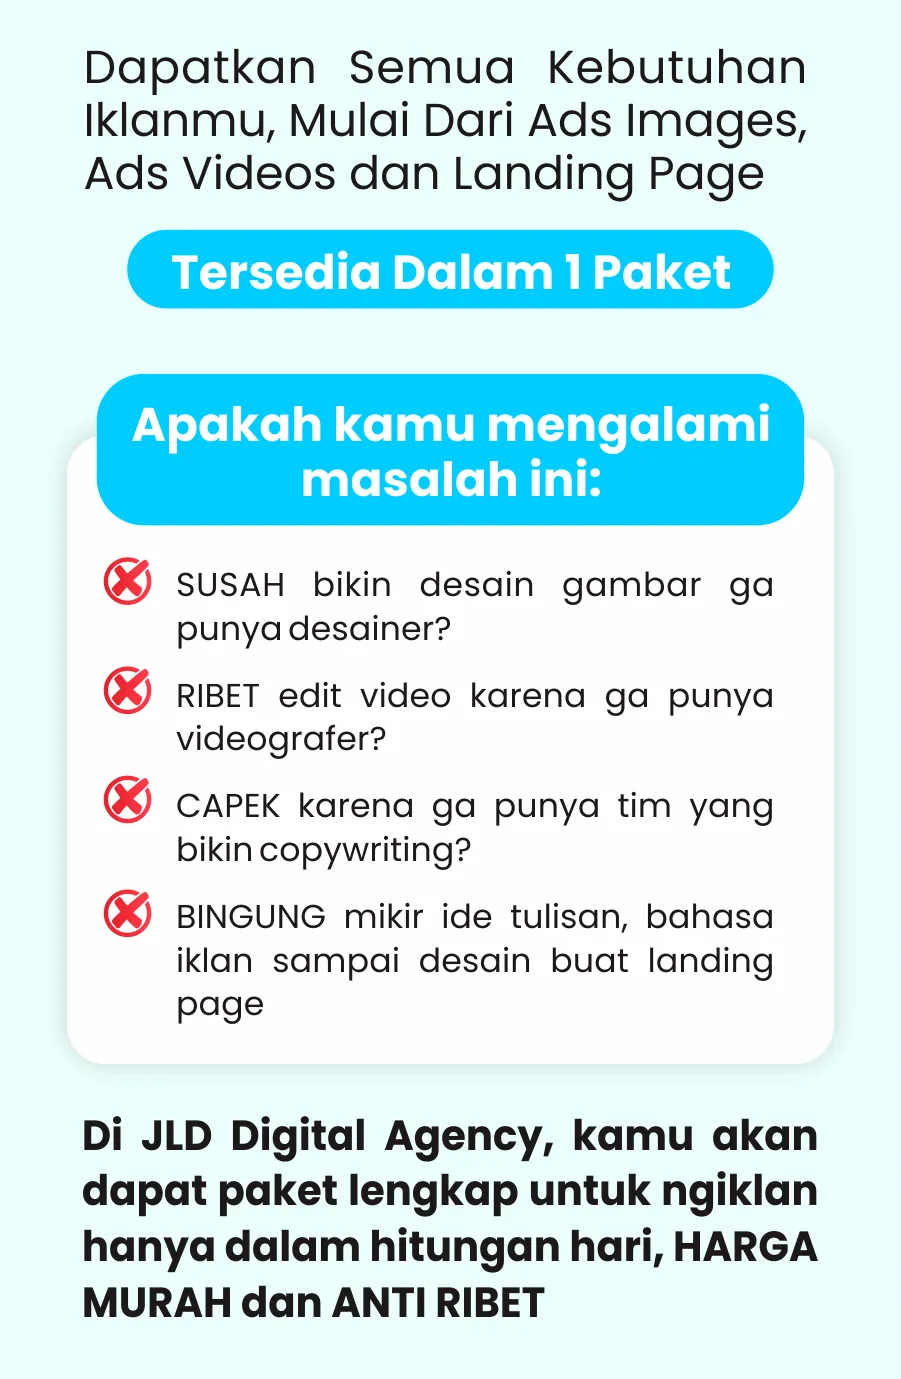 Dapatkan Semua Kebutuhan
Iklanmu, Mulai Dari Ads Images,
Ads Videos dan Landing Page
Tersedia Dalam 1 Paket
Apakah kamu mengalami
masalah ini:
SUSAH bikin desain gambar ga
punya desainer?
RIBET edit video karena ga punya
videografer?
CAPEK karena ga punya tim yang
bikin copywriting?
BINGUNG mikir ide tulisan, bahasa
iklan sampai desain buat landing
page
Di JLD Digital Agency, kamu akan
dapat paket lengkap untuk ngiklan
hanya dalam hitungan hari, HARGA
MURAH dan ANTI RIBET